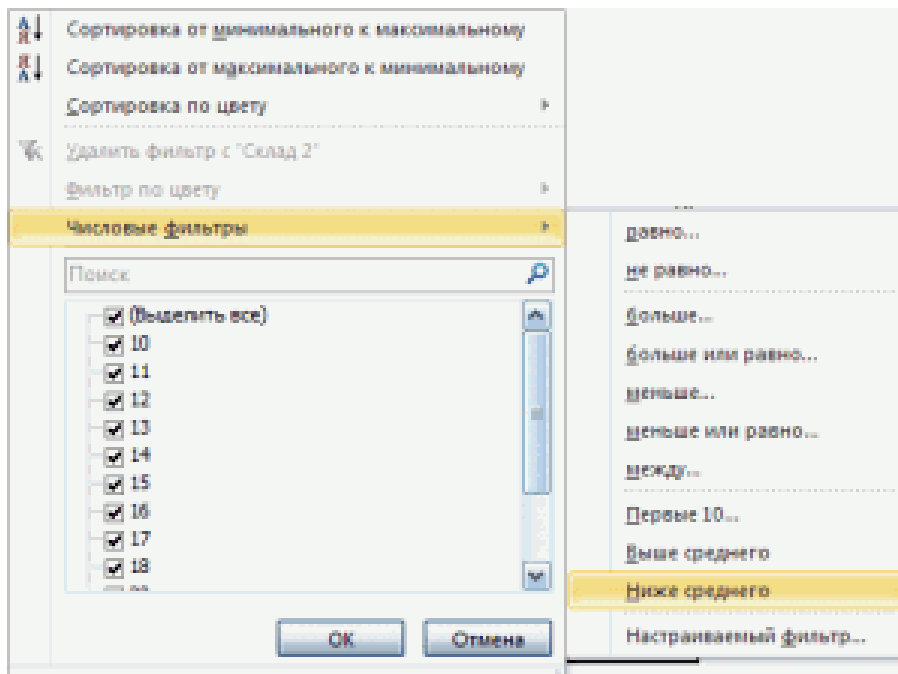 Сортировка от минимального к максимальному
Сортировка от максимального к минимальному
Сортировка по цвету
Удалить фильтр с "Склад 2"
Фильтр по цвету
Числовые фильтры
Поиск
(Выделить все)
10
11
12
13
14
15
16
17
18
ОК
Отмена
равно...
не равно...
больше...
больше или равно...
меньше...
меньше или равно...
между...
Первые 10...
Выше среднего
Ниже среднего
Настраиваемый фильтр...